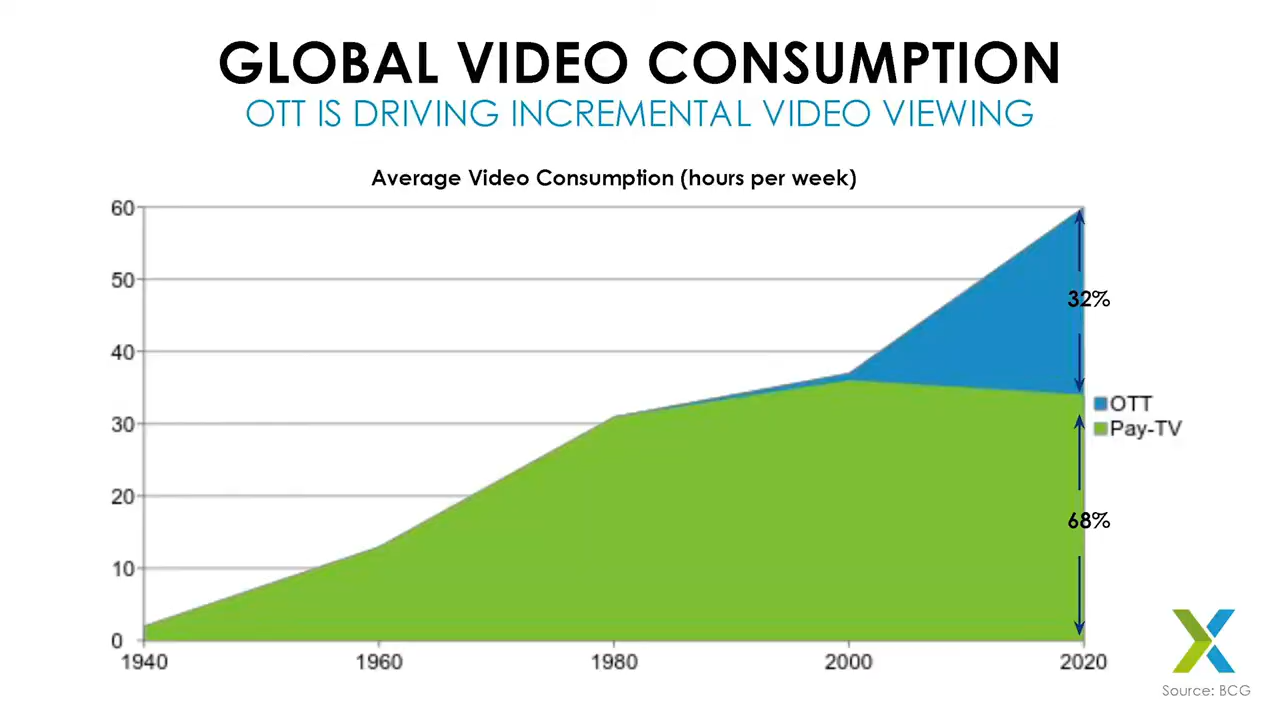 GLOBAL VIDEO CONSUMPTION
OTT IS DRIVING INCREMENTAL VIDEO VIEWING
Average Video Consumption (hours per week)
60
50
40
30
20
10
0
1940 1960 1980 2000 2020
32%
68%
OTT
Pay-TV
Source: BCG